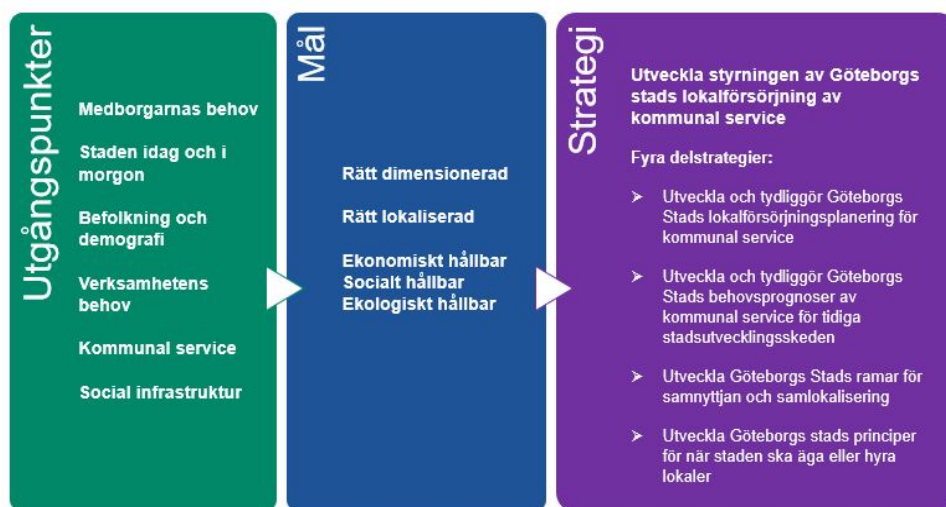 Utgångspunkter
Medborgarnas behov
Staden idag och i
morgon
Befolkning och
demografi
Verksamhetens
behov
Kommunal service
Social infrastruktur
Mål
Rätt dimensionerad
Rätt lokaliserad
Ekonomiskt hållbar
Socialt hållbar
Ekologiskt hållbar
Strategi
Utveckla styrningen av Göteborgs
stads lokalförsörjning av
kommunal service
Fyra delstrategier:
➢ Utveckla och tydliggör Göteborgs
Stads lokalförsörjningsplanering för
kommunal service
➢ Utveckla och tydliggör Göteborgs
Stads behovsprognoser av
kommunal service för tidiga
stadsutvecklingsskeden
➢ Utveckla Göteborgs Stads ramar för
samnyttjan och samlokalisering
➢ Utveckla Göteborgs stads principer
för när staden ska äga eller hyra
lokaler